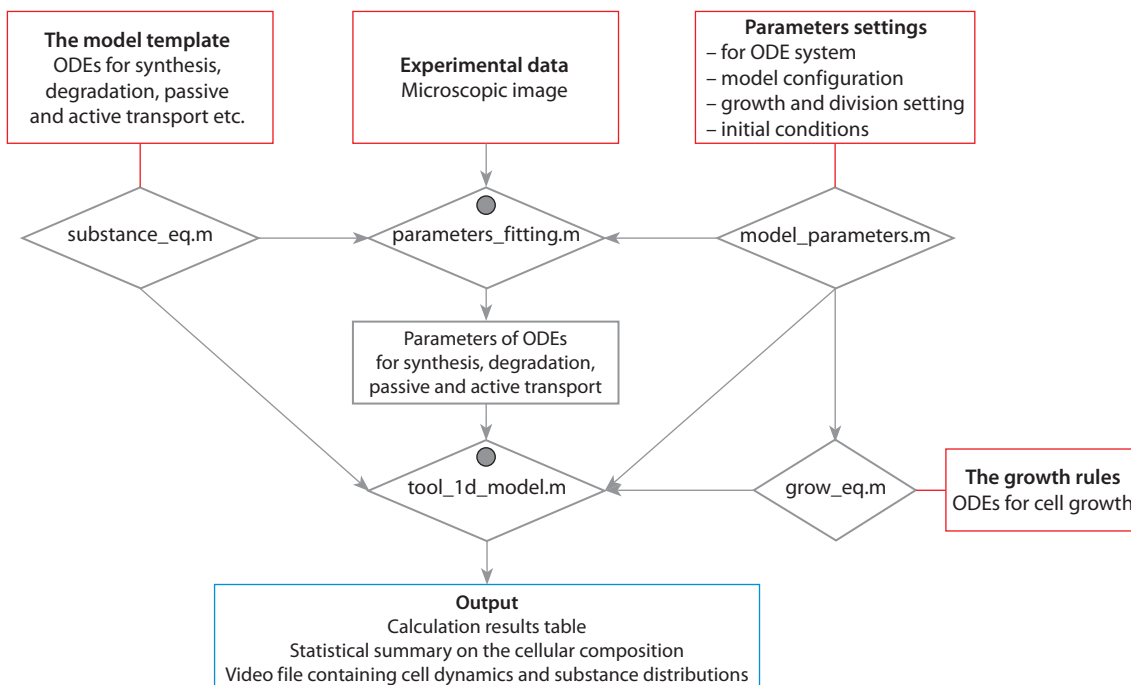 The model template
ODEs for synthesis,
degradation, passive
and active transport etc.
Experimental data
Microscopic image
Parameters settings
– for ODE system
– model configuration
– growth and division setting
– initial conditions
substance_eq.m
parameters_fitting.m
model_parameters.m
Parameters of ODEs
for synthesis, degradation,
passive and active transport
tool_1d_model.m
grow_eq.m
The growth rules
ODEs for cell growth
Output
Calculation results table
Statistical summary on the cellular composition
Video file containing cell dynamics and substance distributions